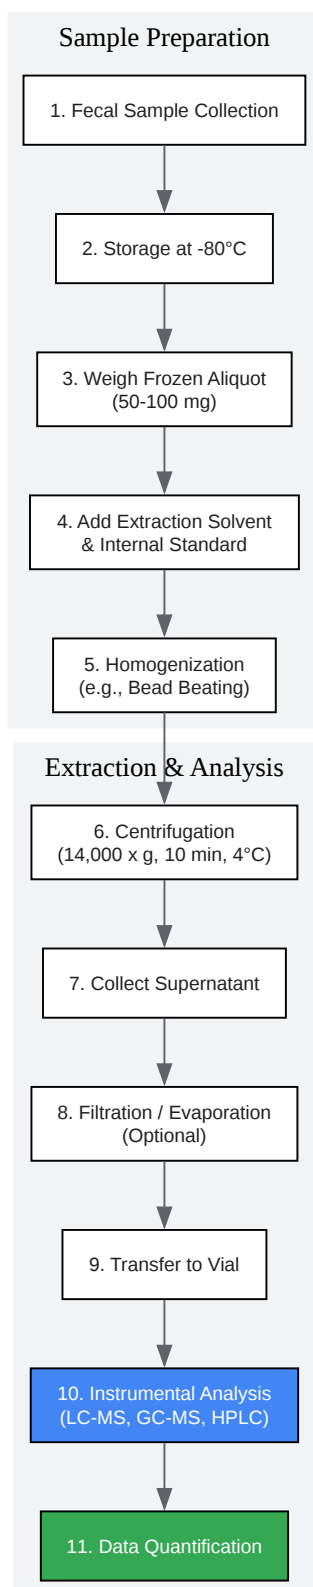 Sample Preparation
1. Fecal Sample Collection
2. Storage at -80°C
3. Weigh Frozen Aliquot
(50-100 mg)
4. Add Extraction Solvent
& Internal Standard
5. Homogenization
(e.g., Bead Beating)
Extraction & Analysis
6. Centrifugation
(14,000 x g, 10 min, 4°C)
7. Collect Supernatant
8. Filtration / Evaporation
(Optional)
9. Transfer to Vial
10. Instrumental Analysis
(LC-MS, GC-MS, HPLC)
11. Data Quantification